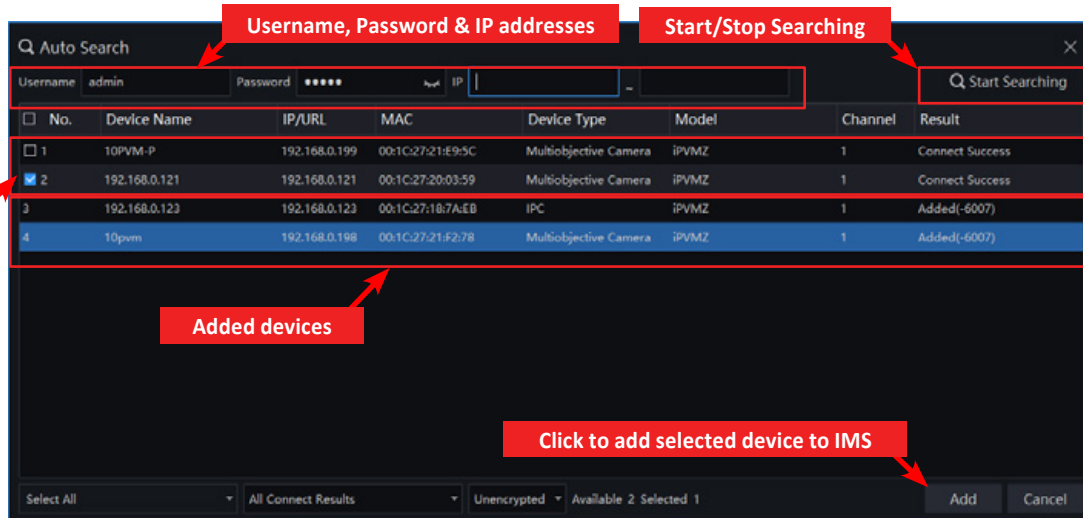 Username, Password & IP addresses Start/Stop Searching
Auto Search
Username admin Password ●●●●● IP - Start Searching
No. Device Name IP/URL MAC Device Type Model Channel Result
1 10PVM-P 192.168.0.199 00:1C:27:21:E9:5C Multiobjective Camera iPVMZ 1 Connect Success
2 192.168.0.121 192.168.0.121 00:1C:27:20:03:59 Multiobjective Camera iPVMZ 1 Connect Success
3 192.168.0.123 192.168.0.123 00:1C:27:18:7A:EB IPC iPVMZ 1 Added(-6007)
4 10pvm 192.168.0.198 00:1C:27:21:F2:78 Multiobjective Camera iPVMZ 1 Added(-6007)
Added devices
Click to add selected device to IMS
Select All All Connect Results Unencrypted Available 2 Selected 1 Add Cancel